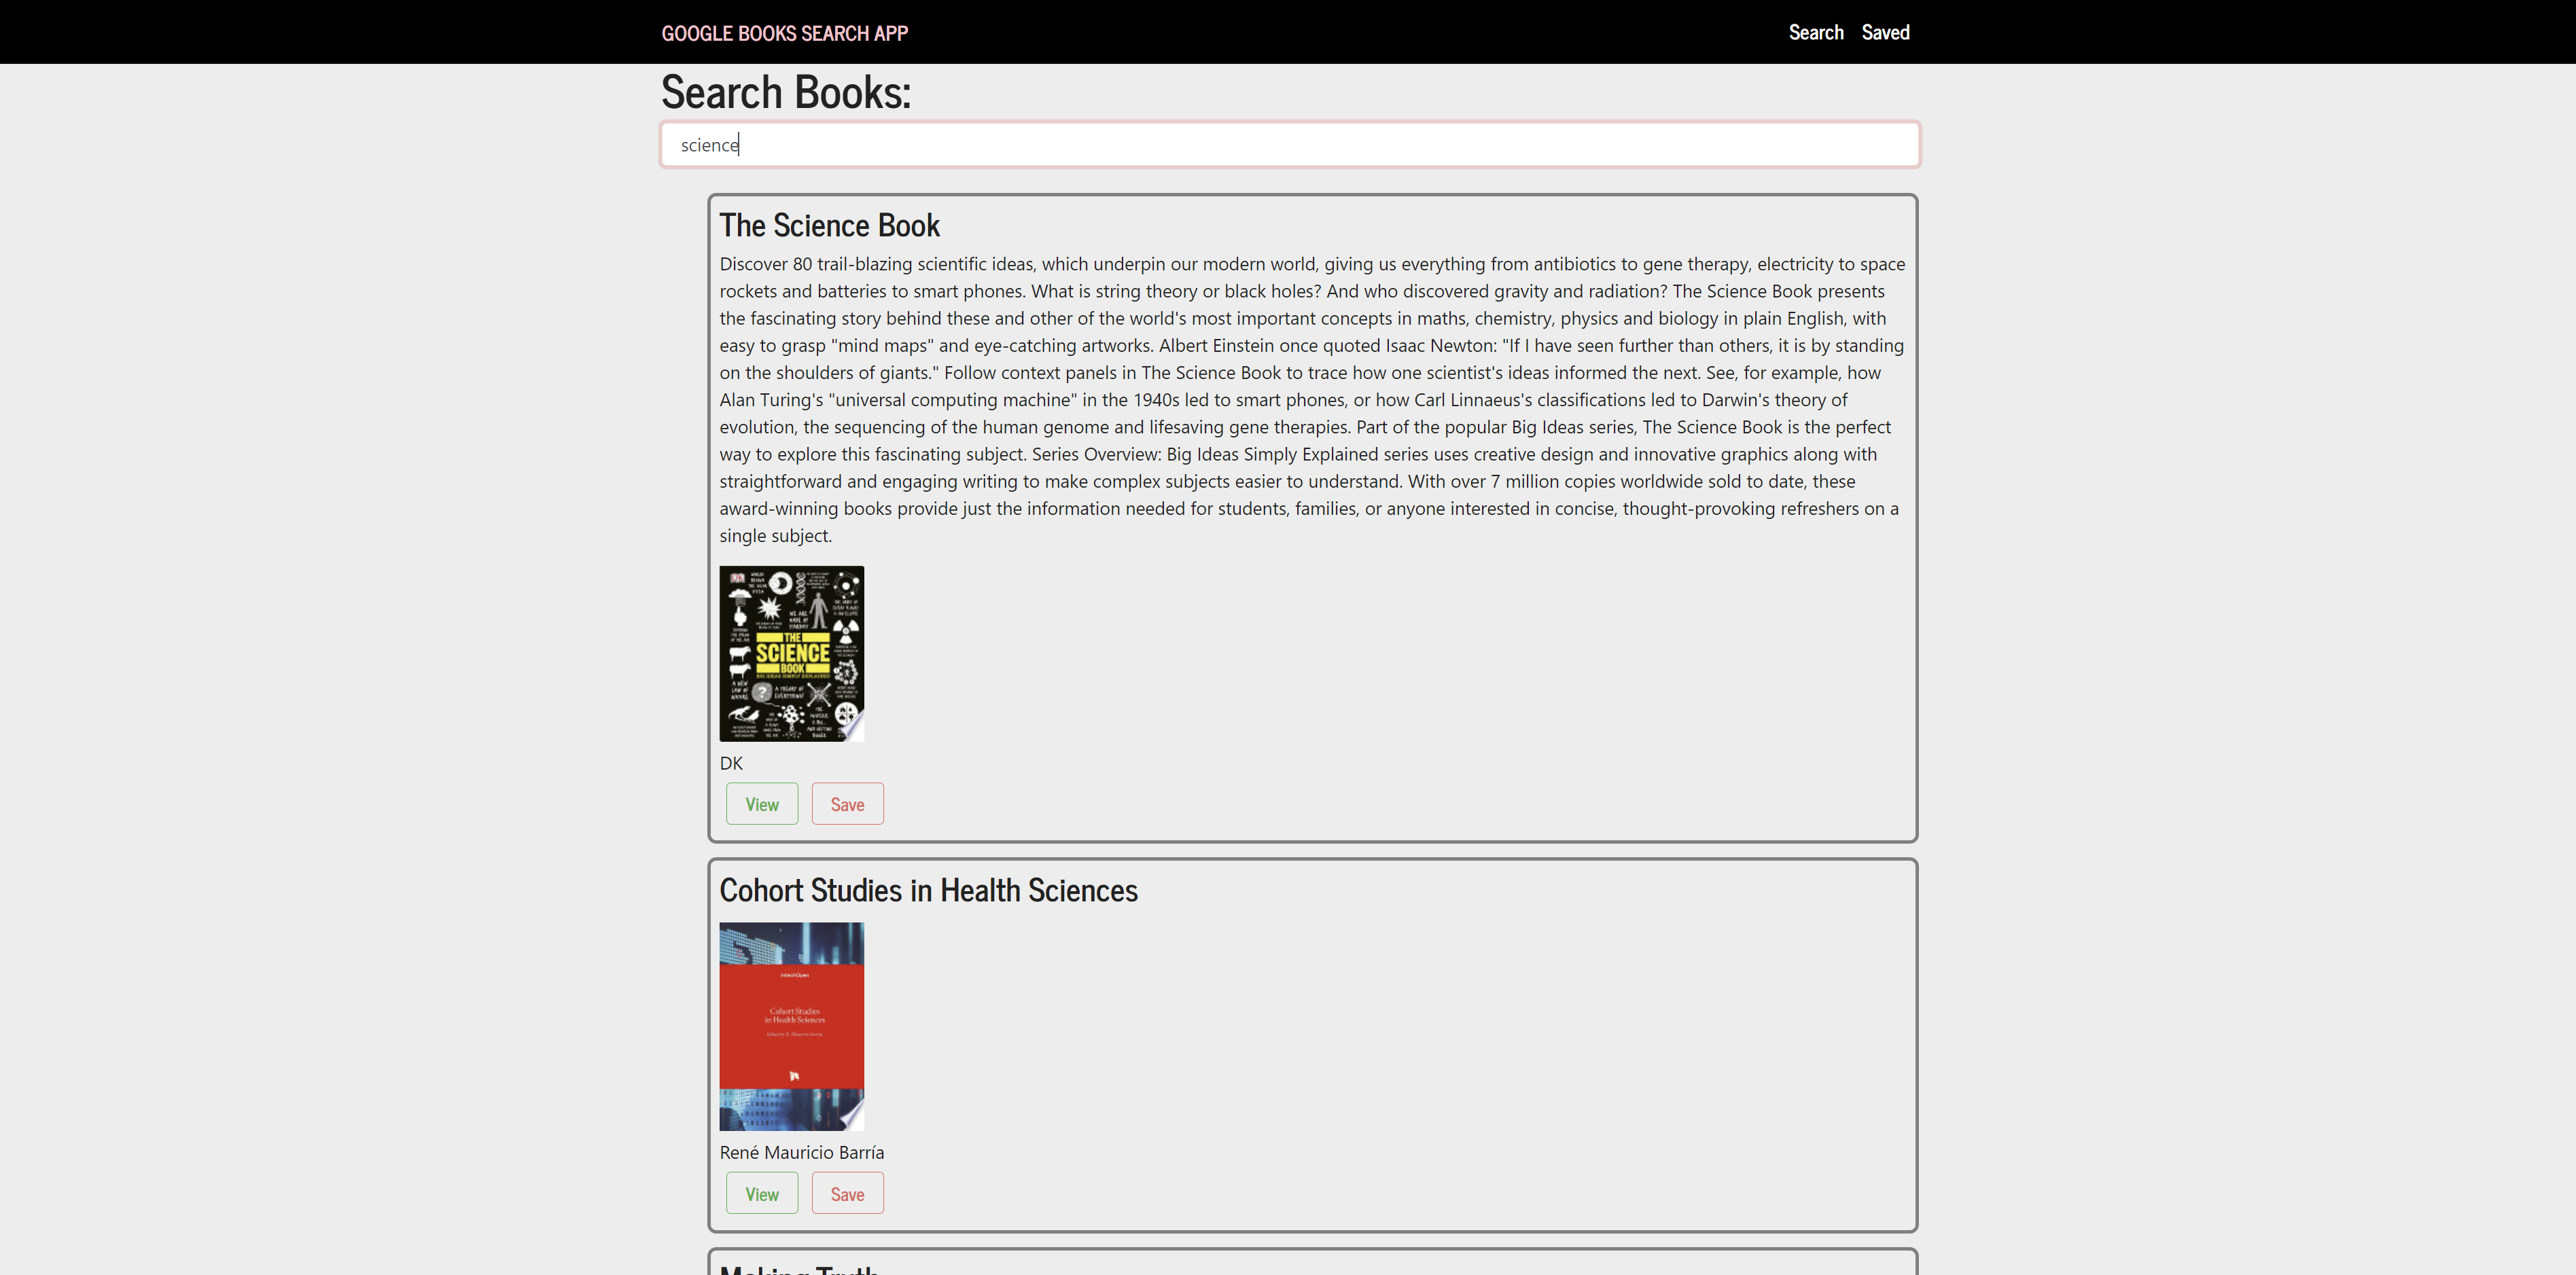 GOOGLE BOOKS SEARCH APP
Search Saved
Search Books:
science
The Science Book
Discover 80 trail-blazing scientific ideas, which underpin our modern world, giving us everything from antibiotics to gene therapy, electricity to space
rockets and batteries to smart phones. What is string theory or black holes? And who discovered gravity and radiation? The Science Book presents
the fascinating story behind these and other of the world's most important concepts in maths, chemistry, physics and biology in plain English, with
easy to grasp "mind maps" and eye-catching artworks. Albert Einstein once quoted Isaac Newton: "If I have seen further than others, it is by standing
on the shoulders of giants." Follow context panels in The Science Book to trace how one scientist's ideas informed the next. See, for example, how
Alan Turing's "universal computing machine" in the 1940s led to smart phones, or how Carl Linnaeus's classifications led to Darwin's theory of
evolution, the sequencing of the human genome and lifesaving gene therapies. Part of the popular Big Ideas series, The Science Book is the perfect
way to explore this fascinating subject. Series Overview: Big Ideas Simply Explained series uses creative design and innovative graphics along with
straightforward and engaging writing to make complex subjects easier to understand. With over 7 million copies worldwide sold to date, these
award-winning books provide just the information needed for students, families, or anyone interested in concise, thought-provoking refreshers on a
single subject.
THE
SCIENCE
BOOK
BIG IDEAS SIMPLY EXPLAINED
DK
View Save
Cohort Studies in Health Sciences
IntechOpen
Cohort Studies
in Health Sciences
René Mauricio Barría
View Save
Making Truth